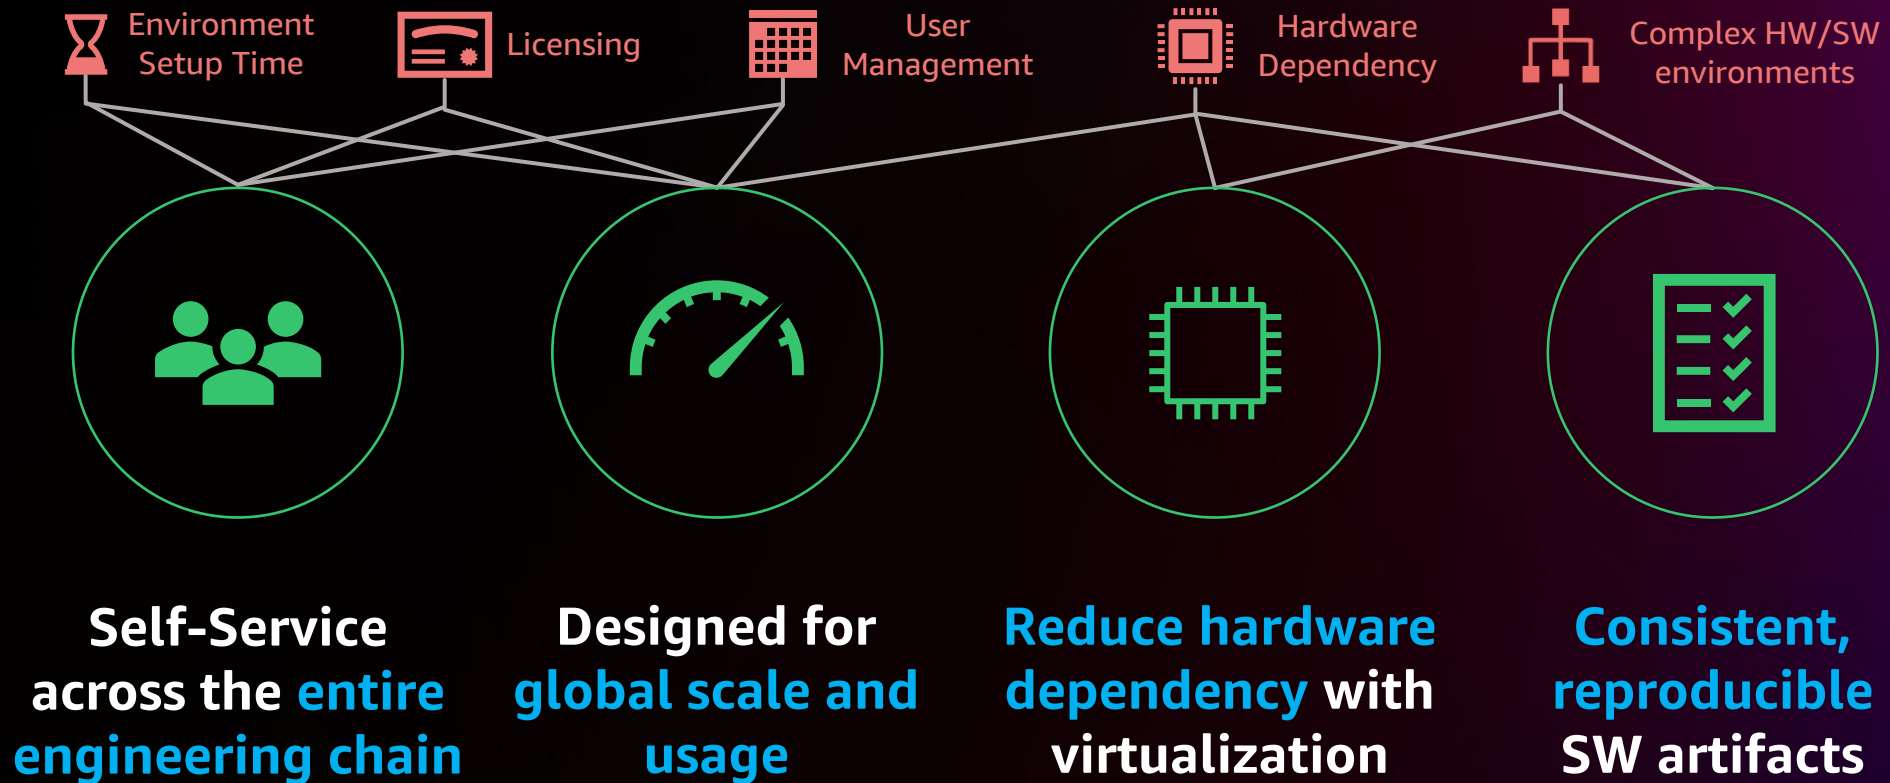 Environment
Setup Time
Licensing
User
Management
Hardware
Dependency
Complex HW/SW
environments
Self-Service
across the entire
engineering chain
Designed for
global scale and
usage
Reduce hardware
dependency with
virtualization
Consistent,
reproducible
SW artifacts